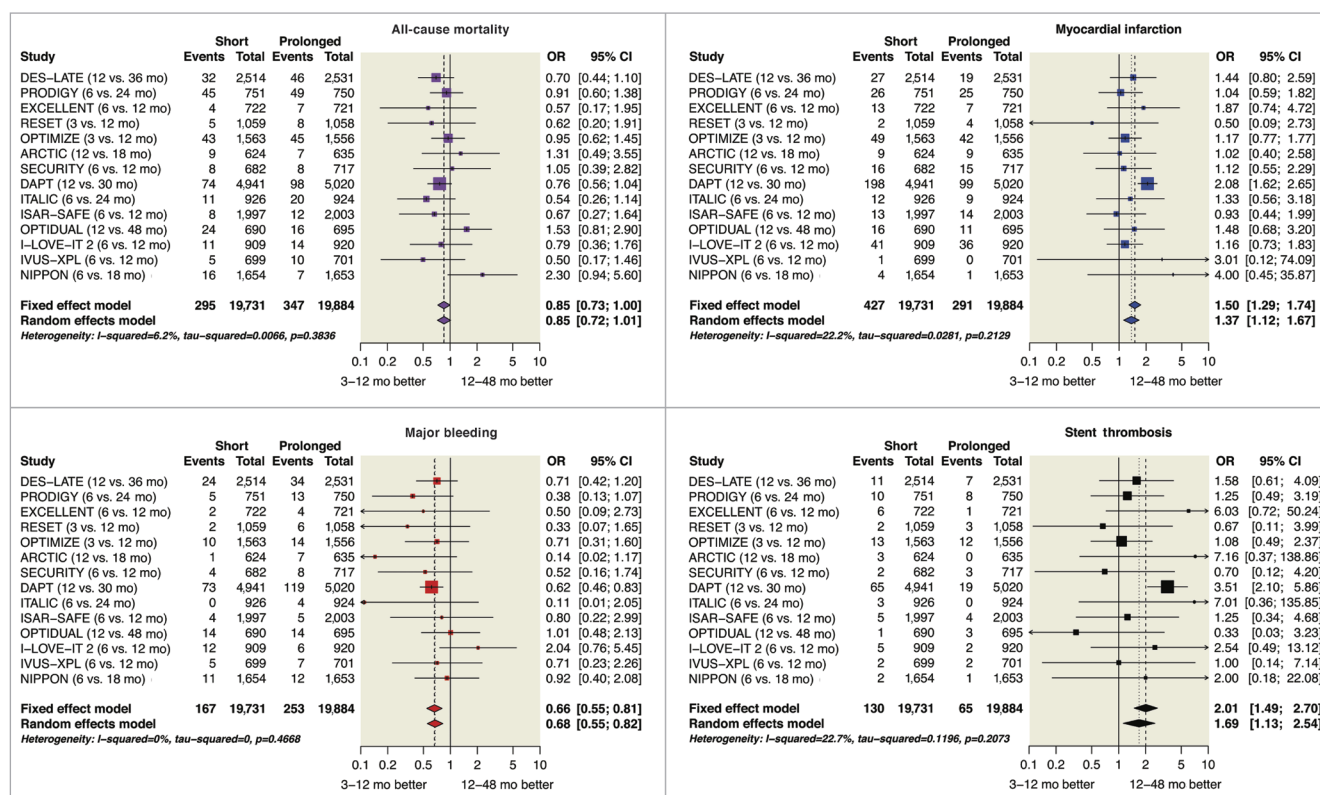 All-cause mortality
Short Prolonged
Study Events Total Events Total OR 95% CI
DES-LATE (12 vs. 36 mo) 32 2,514 46 2,531 0.70 [0.44; 1.10]
PRODIGY (6 vs. 24 mo) 45 751 49 750 0.91 [0.60; 1.38]
EXCELLENT (6 vs. 12 mo) 4 722 7 721 0.57 [0.17; 1.95]
RESET (3 vs. 12 mo) 5 1,059 8 1,058 0.62 [0.20; 1.91]
OPTIMIZE (3 vs. 12 mo) 43 1,563 45 1,556 0.95 [0.62; 1.45]
ARCTIC (12 vs. 18 mo) 9 624 7 635 1.31 [0.49; 3.55]
SECURITY (6 vs. 12 mo) 8 682 8 717 1.05 [0.39; 2.82]
DAPT (12 vs. 30 mo) 74 4,941 98 5,020 0.76 [0.56; 1.04]
ITALIC (6 vs. 24 mo) 11 926 20 924 0.54 [0.26; 1.14]
ISAR-SAFE (6 vs. 12 mo) 8 1,997 12 2,003 0.67 [0.27; 1.64]
OPTIDUAL (12 vs. 48 mo) 24 690 16 695 1.53 [0.81; 2.90]
I-LOVE-IT 2 (6 vs. 12 mo) 11 909 14 920 0.79 [0.36; 1.76]
IVUS-XPL (6 vs. 12 mo) 5 699 10 701 0.50 [0.17; 1.46]
NIPPON (6 vs. 18 mo) 16 1,654 7 1,653 2.30 [0.94; 5.60]
Fixed effect model 295 19,731 347 19,884 0.85 [0.73; 1.00]
Random effects model 0.85 [0.72; 1.01]
Heterogeneity: I-squared=6.2%, tau-squared=0.0066, p=0.3836
0.1 0.2 0.5 1 2 5 10
3-12 mo better 12-48 mo better
Myocardial infarction
Short Prolonged
Study Events Total Events Total OR 95% CI
DES-LATE (12 vs. 36 mo) 27 2,514 19 2,531 1.44 [0.80; 2.59]
PRODIGY (6 vs. 24 mo) 26 751 25 750 1.04 [0.59; 1.82]
EXCELLENT (6 vs. 12 mo) 13 722 7 721 1.87 [0.74; 4.72]
RESET (3 vs. 12 mo) 2 1,059 4 1,058 0.50 [0.09; 2.73]
OPTIMIZE (3 vs. 12 mo) 49 1,563 42 1,556 1.17 [0.77; 1.77]
ARCTIC (12 vs. 18 mo) 9 624 9 635 1.02 [0.40; 2.58]
SECURITY (6 vs. 12 mo) 16 682 15 717 1.12 [0.55; 2.29]
DAPT (12 vs. 30 mo) 198 4,941 99 5,020 2.08 [1.62; 2.65]
ITALIC (6 vs. 24 mo) 12 926 9 924 1.33 [0.56; 3.18]
ISAR-SAFE (6 vs. 12 mo) 13 1,997 14 2,003 0.93 [0.44; 1.99]
OPTIDUAL (12 vs. 48 mo) 16 690 11 695 1.48 [0.68; 3.20]
I-LOVE-IT 2 (6 vs. 12 mo) 41 909 36 920 1.16 [0.73; 1.83]
IVUS-XPL (6 vs. 12 mo) 1 699 0 701 3.01 [0.12; 74.09]
NIPPON (6 vs. 18 mo) 4 1,654 1 1,653 4.00 [0.45; 35.87]
Fixed effect model 427 19,731 291 19,884 1.50 [1.29; 1.74]
Random effects model 1.37 [1.12; 1.67]
Heterogeneity: I-squared=22.2%, tau-squared=0.0281, p=0.2129
0.1 0.2 0.5 1 2 5 10
3-12 mo better 12-48 mo better
Major bleeding
Short Prolonged
Study Events Total Events Total OR 95% CI
DES-LATE (12 vs. 36 mo) 24 2,514 34 2,531 0.71 [0.42; 1.20]
PRODIGY (6 vs. 24 mo) 5 751 13 750 0.38 [0.13; 1.07]
EXCELLENT (6 vs. 12 mo) 2 722 4 721 0.50 [0.09; 2.73]
RESET (3 vs. 12 mo) 2 1,059 6 1,058 0.33 [0.07; 1.65]
OPTIMIZE (3 vs. 12 mo) 10 1,563 14 1,556 0.71 [0.31; 1.60]
ARCTIC (12 vs. 18 mo) 1 624 7 635 0.14 [0.02; 1.17]
SECURITY (6 vs. 12 mo) 4 682 8 717 0.52 [0.16; 1.74]
DAPT (12 vs. 30 mo) 73 4,941 119 5,020 0.62 [0.46; 0.83]
ITALIC (6 vs. 24 mo) 0 926 4 924 0.11 [0.01; 2.05]
ISAR-SAFE (6 vs. 12 mo) 4 1,997 5 2,003 0.80 [0.22; 2.99]
OPTIDUAL (12 vs. 48 mo) 14 690 14 695 1.01 [0.48; 2.13]
I-LOVE-IT 2 (6 vs. 12 mo) 12 909 6 920 2.04 [0.76; 5.45]
IVUS-XPL (6 vs. 12 mo) 5 699 7 701 0.71 [0.23; 2.26]
NIPPON (6 vs. 18 mo) 11 1,654 12 1,653 0.92 [0.40; 2.08]
Fixed effect model 167 19,731 253 19,884 0.66 [0.55; 0.81]
Random effects model 0.68 [0.55; 0.82]
Heterogeneity: I-squared=0%, tau-squared=0, p=0.4668
0.1 0.2 0.5 1 2 5 10
3-12 mo better 12-48 mo better
Stent thrombosis
Short Prolonged
Study Events Total Events Total OR 95% CI
DES-LATE (12 vs. 36 mo) 11 2,514 7 2,531 1.58 [0.61; 4.09]
PRODIGY (6 vs. 24 mo) 10 751 8 750 1.25 [0.49; 3.19]
EXCELLENT (6 vs. 12 mo) 6 722 1 721 6.03 [0.72; 50.24]
RESET (3 vs. 12 mo) 2 1,059 3 1,058 0.67 [0.11; 3.99]
OPTIMIZE (3 vs. 12 mo) 13 1,563 12 1,556 1.08 [0.49; 2.37]
ARCTIC (12 vs. 18 mo) 3 624 0 635 7.16 [0.37; 138.86]
SECURITY (6 vs. 12 mo) 2 682 3 717 0.70 [0.12; 4.20]
DAPT (12 vs. 30 mo) 65 4,941 19 5,020 3.51 [2.10; 5.86]
ITALIC (6 vs. 24 mo) 3 926 0 924 7.01 [0.36; 135.85]
ISAR-SAFE (6 vs. 12 mo) 5 1,997 4 2,003 1.25 [0.34; 4.68]
OPTIDUAL (12 vs. 48 mo) 1 690 3 695 0.33 [0.03; 3.23]
I-LOVE-IT 2 (6 vs. 12 mo) 5 909 2 920 2.54 [0.49; 13.12]
IVUS-XPL (6 vs. 12 mo) 2 699 2 701 1.00 [0.14; 7.14]
NIPPON (6 vs. 18 mo) 2 1,654 1 1,653 2.00 [0.18; 22.08]
Fixed effect model 130 19,731 65 19,884 2.01 [1.49; 2.70]
Random effects model 1.69 [1.13; 2.54]
Heterogeneity: I-squared=22.7%, tau-squared=0.1196, p=0.2073
0.1 0.2 0.5 1 2 5 10
3-12 mo better 12-48 mo better